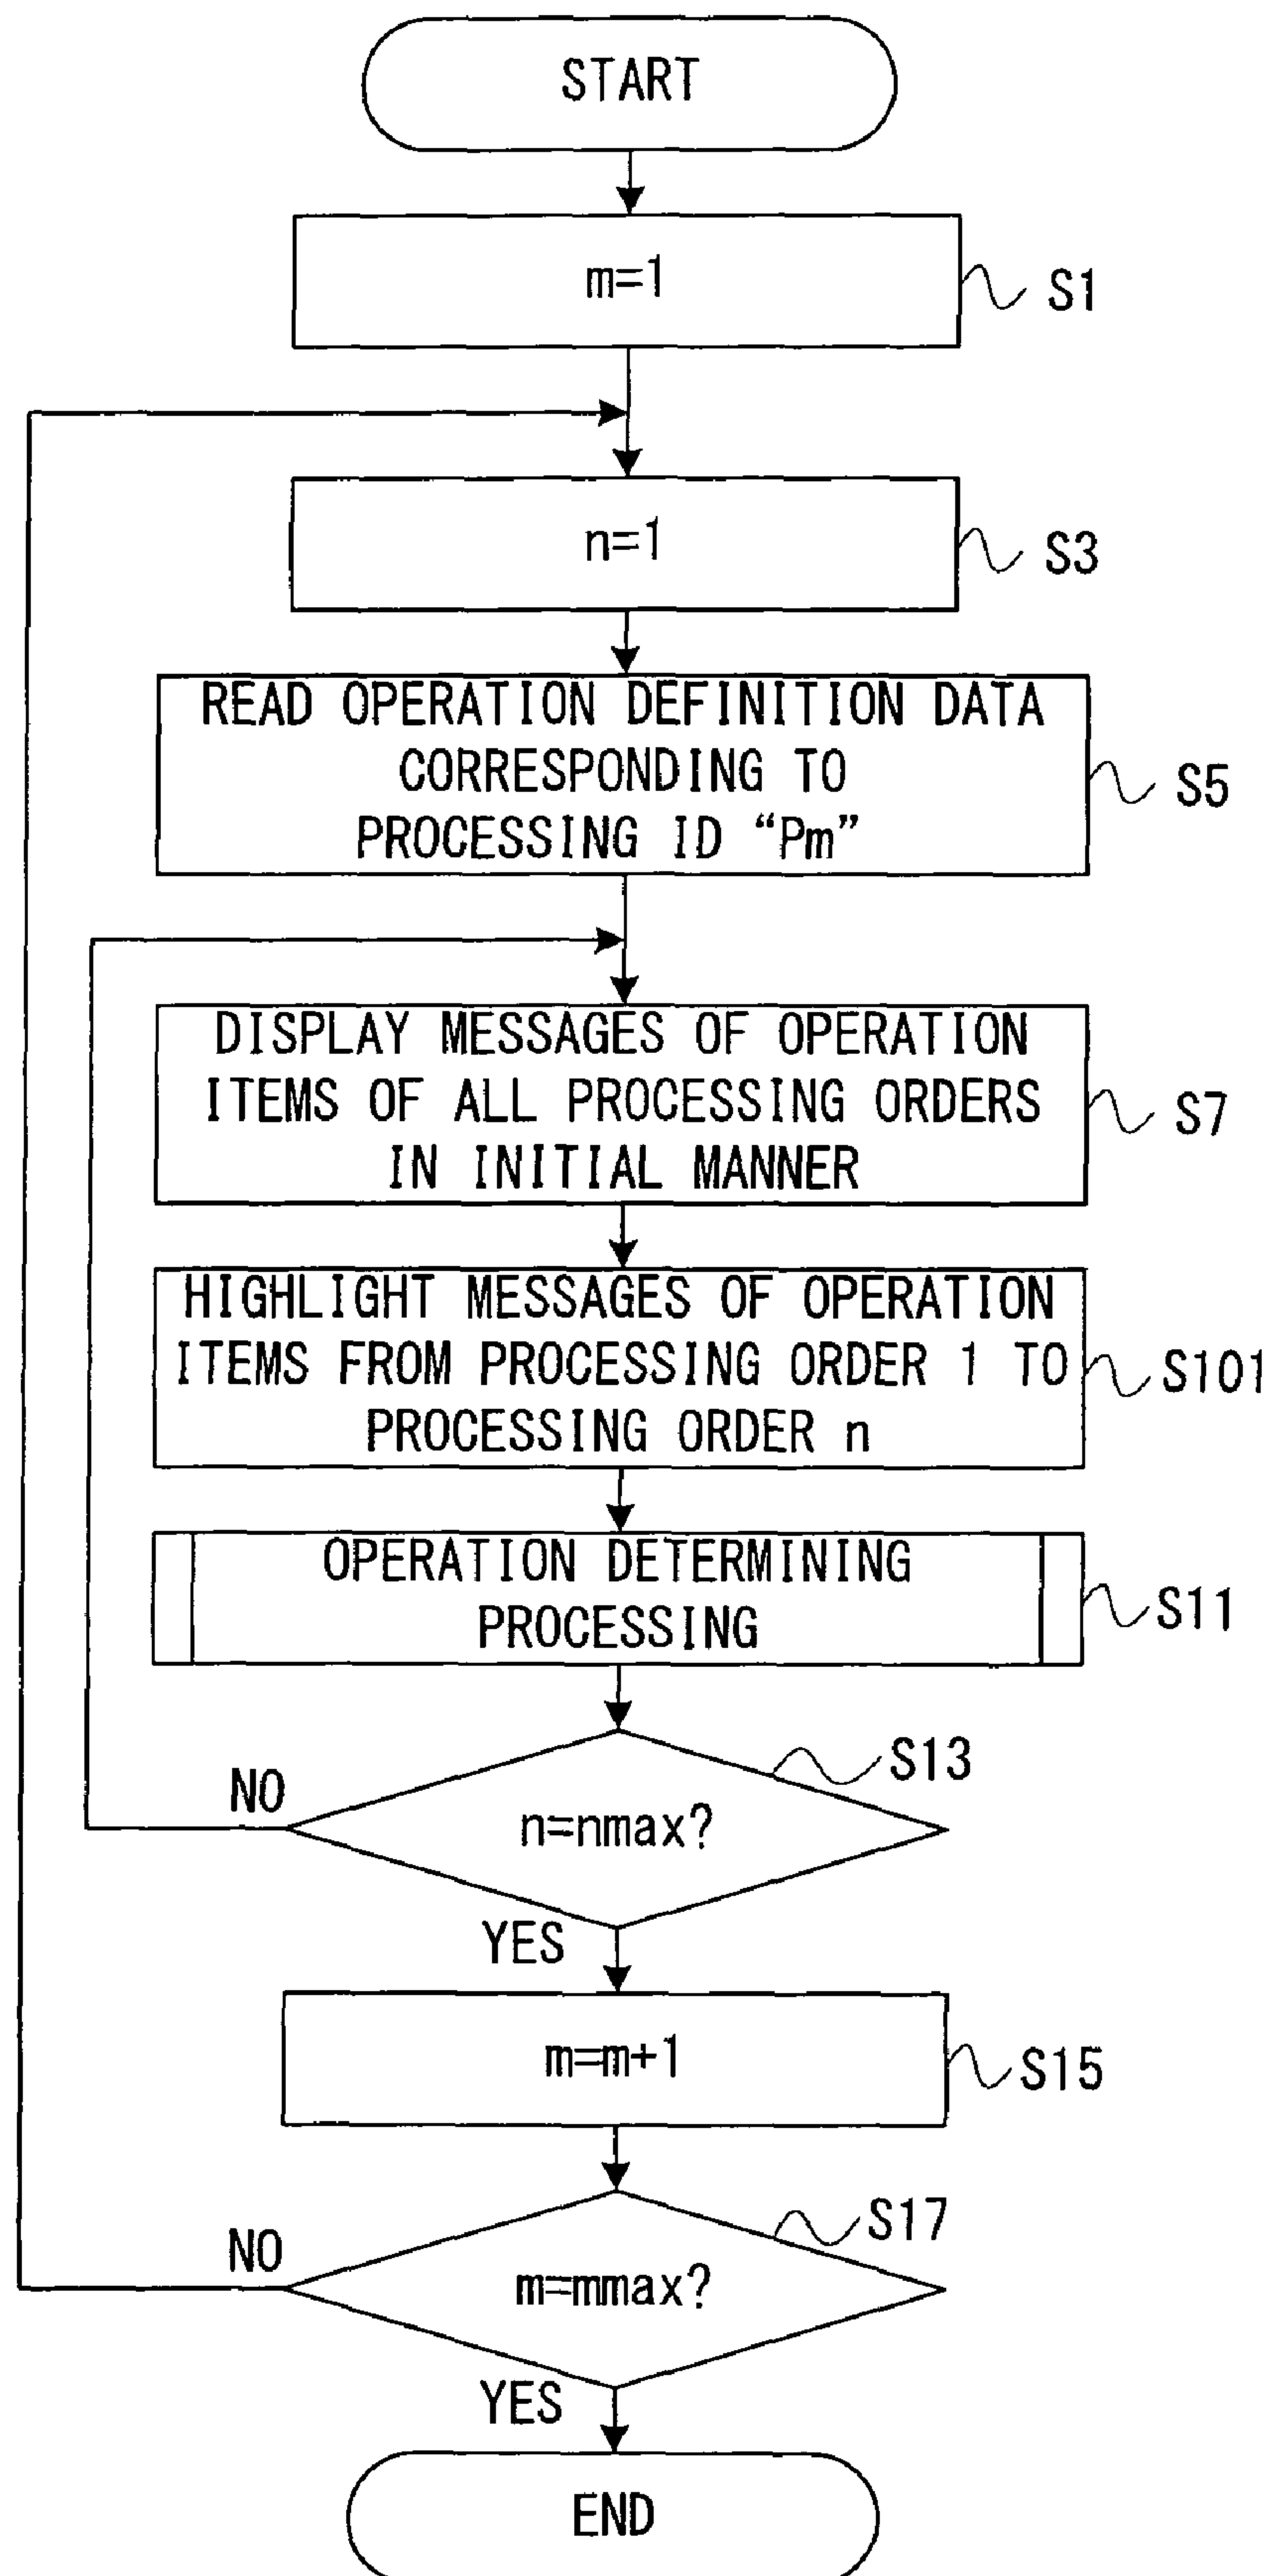 START
m=1
S1
n=1
S3
READ OPERATION DEFINITION DATA
CORRESPONDING TO
PROCESSING ID “Pm”
S5
DISPLAY MESSAGES OF OPERATION
ITEMS OF ALL PROCESSING ORDERS
IN INITIAL MANNER
S7
HIGHLIGHT MESSAGES OF OPERATION
ITEMS FROM PROCESSING ORDER 1 TO
PROCESSING ORDER n
S101
OPERATION DETERMINING
PROCESSING
S11
S13
NO
n=nmax?
YES
m=m+1
S15
S17
NO
m=mmax?
YES
END